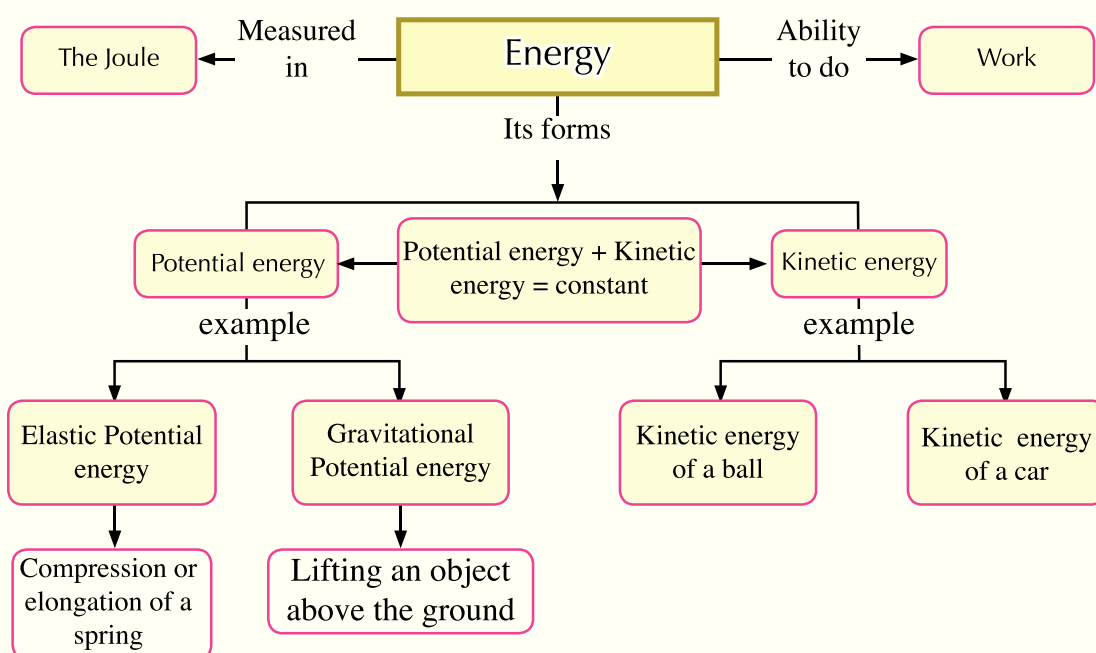 The Joule
Measured
in
Energy
Ability
to do
Work
Its forms
Potential energy
Potential energy + Kinetic
energy = constant
Kinetic energy
example
example
Elastic Potential
energy
Gravitational
Potential energy
Kinetic energy
of a ball
Kinetic energy
of a car
Compression or
elongation of a
spring
Lifting an object
above the ground